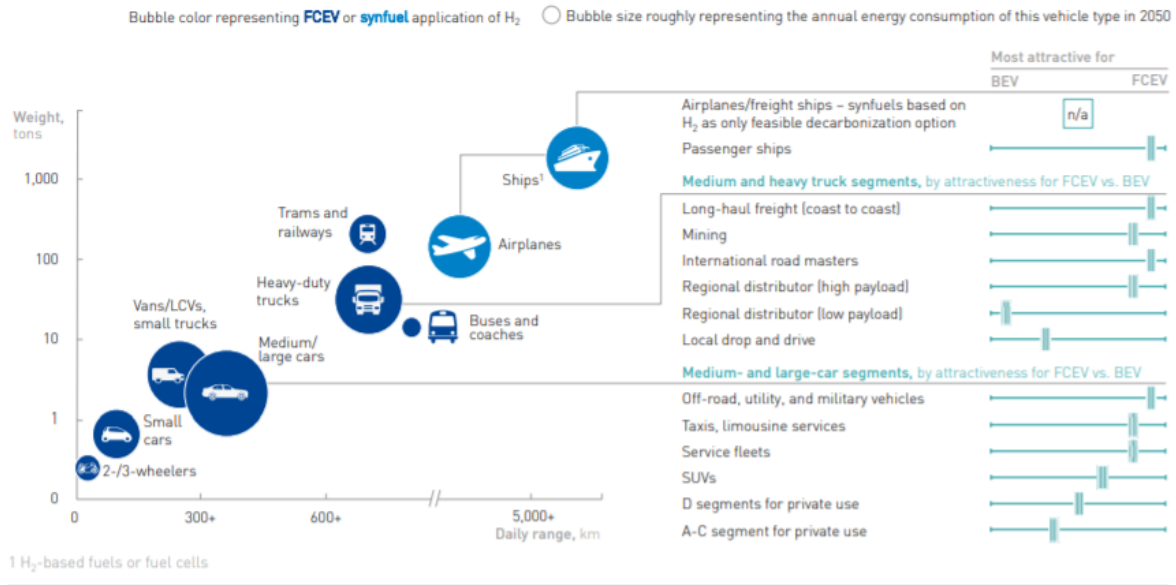 Bubble color representing FCEV or synfuel application of H₂
Bubble size roughly representing the annual energy consumption of this vehicle type in 2050
Weight,
tons
1,000
100
10
1
0
0
300+
600+
5,000+
Daily range, km
Ships¹
Airplanes
Trams and
railways
Heavy-duty
trucks
Buses and
coaches
Vans/LCVs,
small trucks
Medium/
large cars
Small
cars
2-/3-wheelers
Most attractive for
BEV
FCEV
Airplanes/freight ships – synfuels based on
H₂ as only feasible decarbonization option
n/a
Passenger ships
Medium and heavy truck segments, by attractiveness for FCEV vs. BEV
Long-haul freight (coast to coast)
Mining
International road masters
Regional distributor (high payload)
Regional distributor (low payload)
Local drop and drive
Medium- and large-car segments, by attractiveness for FCEV vs. BEV
Off-road, utility, and military vehicles
Taxis, limousine services
Service fleets
SUVs
D segments for private use
A-C segment for private use
1 H₂-based fuels or fuel cells